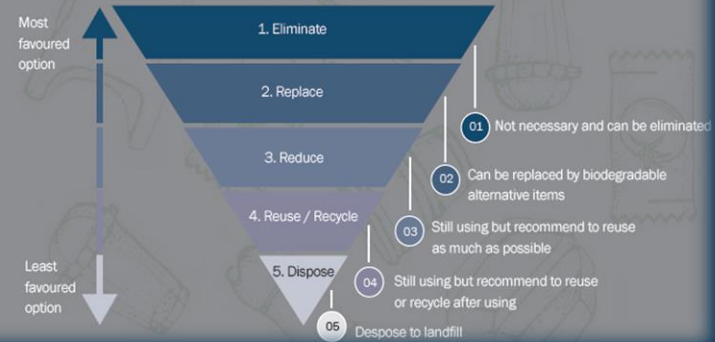 Most
favoured
option
1. Eliminate
2. Replace
3. Reduce
4. Reuse / Recycle
5. Dispose
Least
favoured
option
01 Not necessary and can be eliminated
02 Can be replaced by biodegradable
alternative items
03 Still using but recommend to reuse
as much as possible
04 Still using but recommend to reuse
or recycle after using
05 Despose to landfill